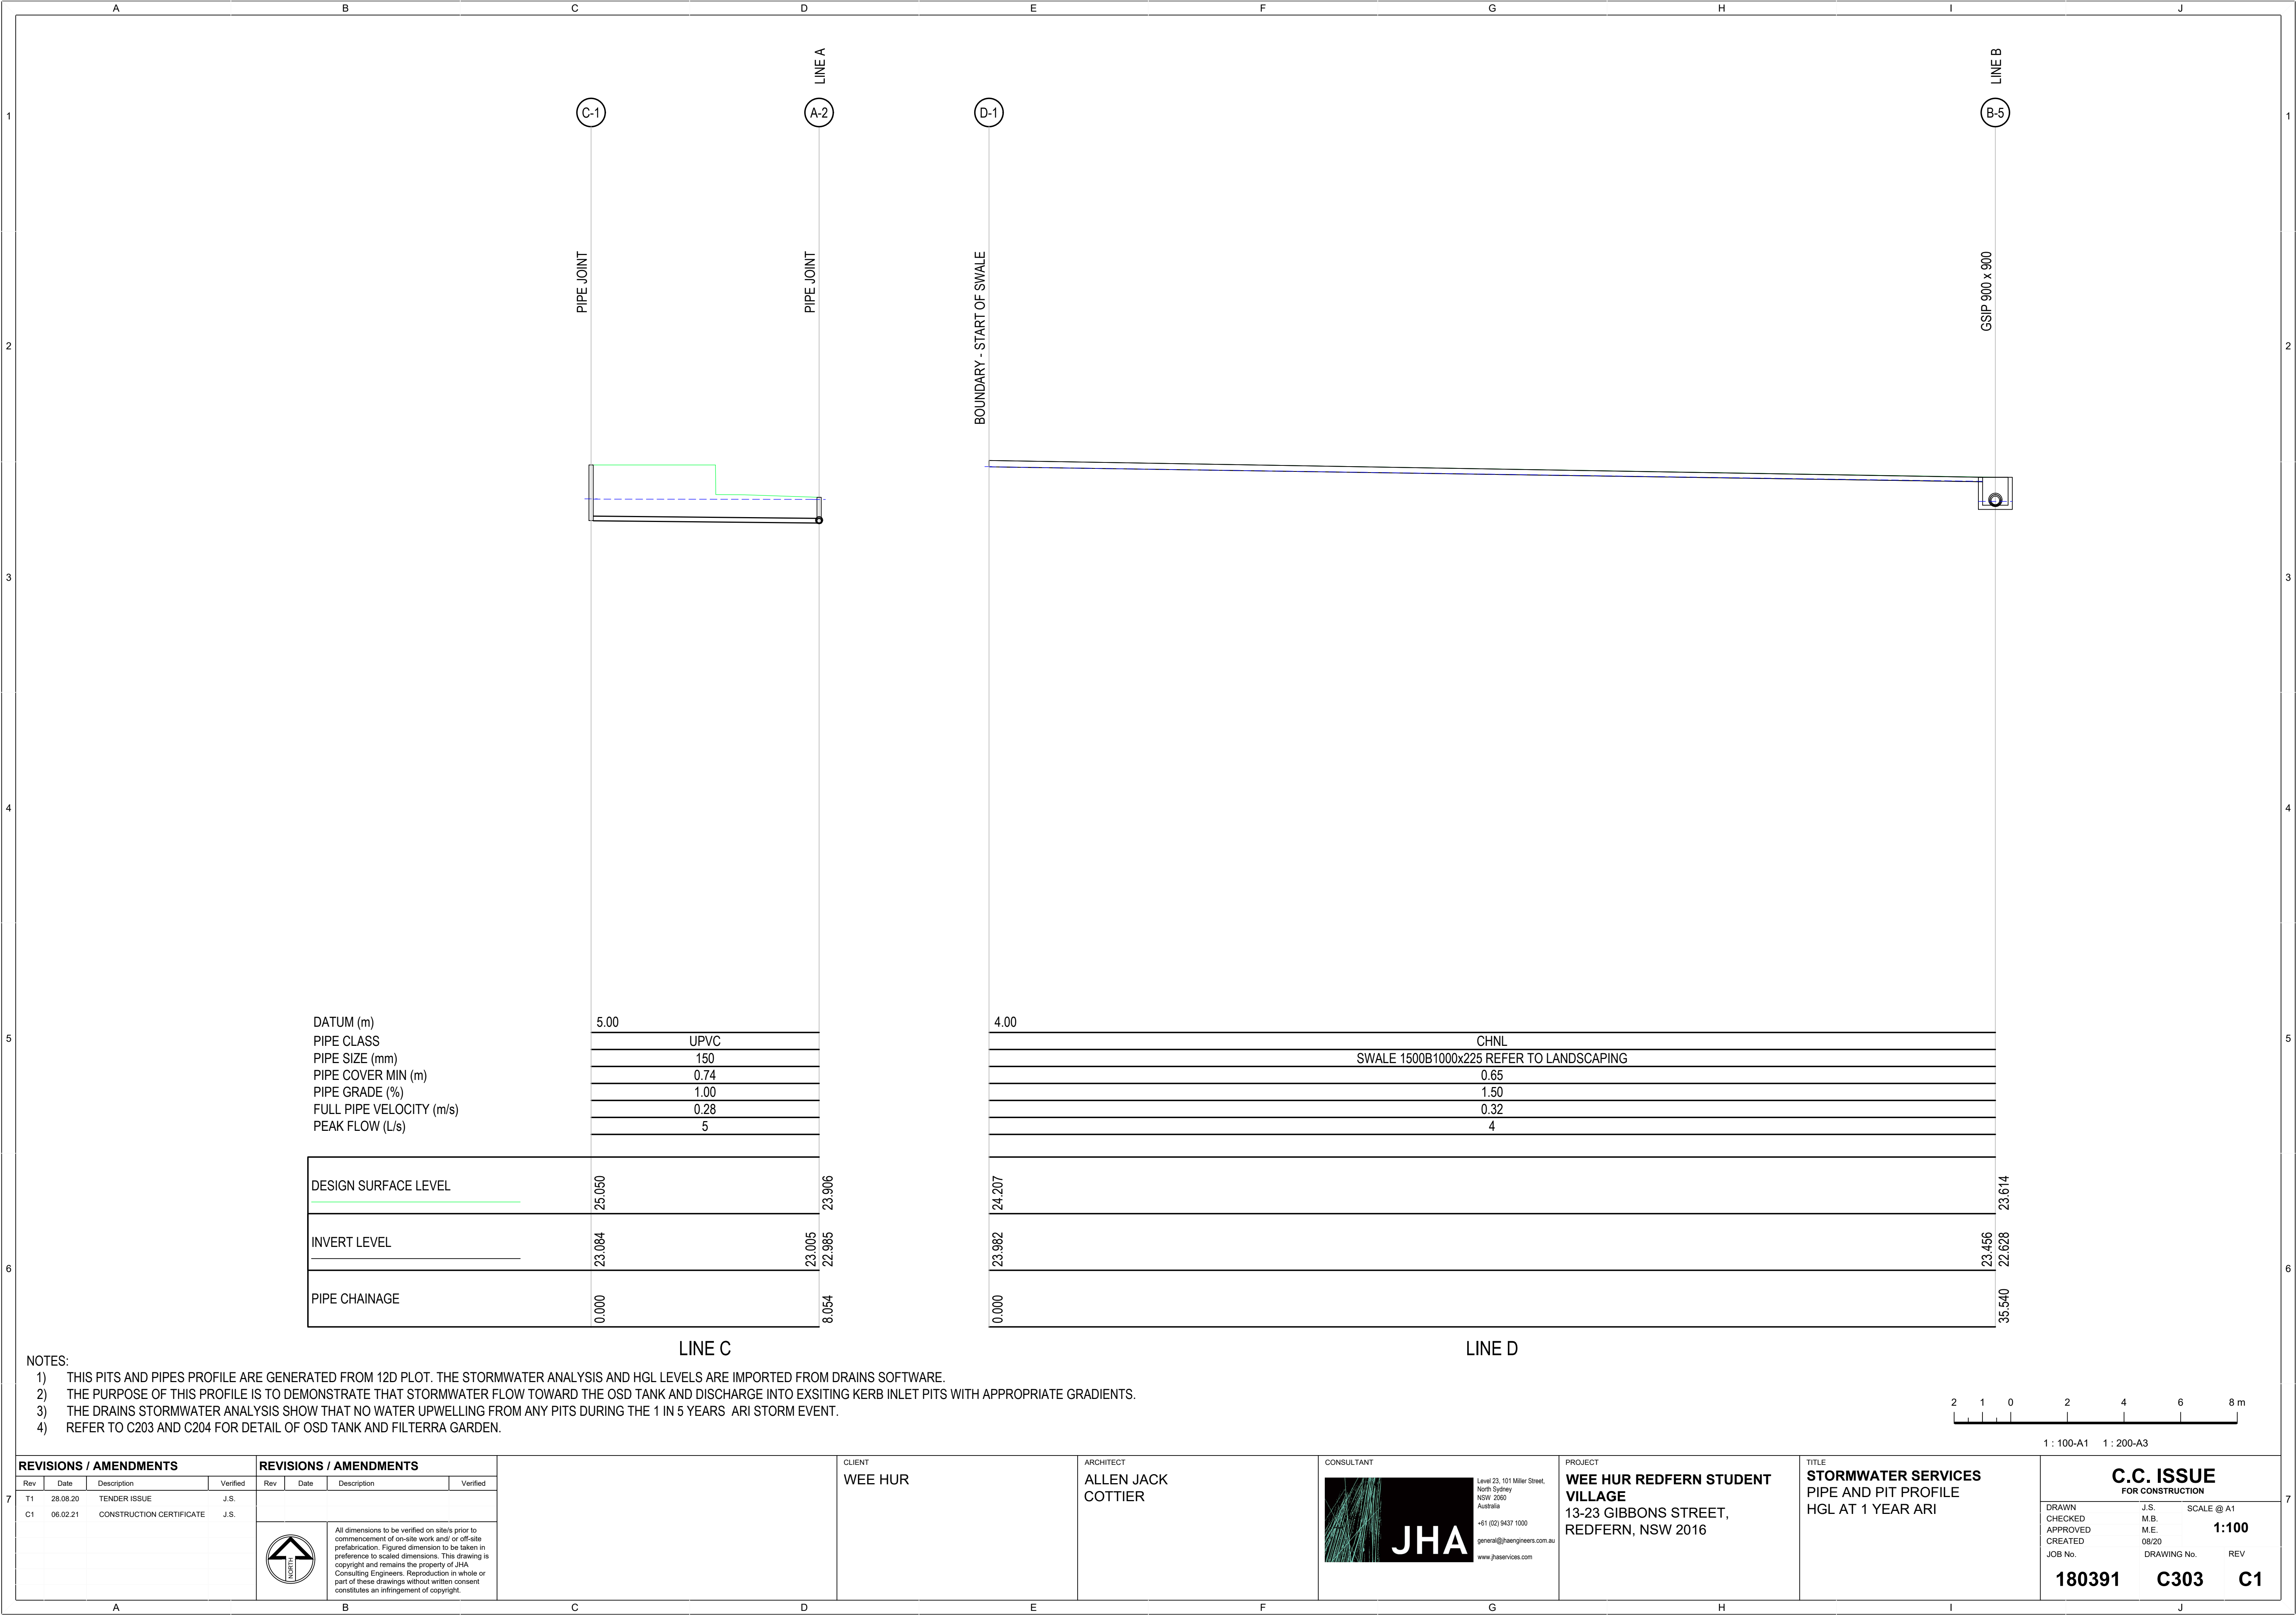 A B C D E F G H I J
LINE A
LINE B
C-1 A-2 D-1 B-5
1 1
PIPE JOINT
PIPE JOINT
BOUNDARY - START OF SWALE
GSIP 900 x 900
2 2
3 3
4 4
DATUM (m) 5.00 4.00
5 5
PIPE CLASS UPVC CHNL
PIPE SIZE (mm) 150 SWALE 1500B1000x225 REFER TO LANDSCAPING
PIPE COVER MIN (m) 0.74 0.65
PIPE GRADE (%) 1.00 1.50
FULL PIPE VELOCITY (m/s) 0.28 0.32
PEAK FLOW (L/s) 5 4
DESIGN SURFACE LEVEL 25.050 23.906 24.207 23.614
INVERT LEVEL 23.084 23.005 22.985 23.982 23.456 22.628
6 6
PIPE CHAINAGE 0.000 8.054 0.000 35.540
LINE C LINE D
NOTES:
1) THIS PITS AND PIPES PROFILE ARE GENERATED FROM 12D PLOT. THE STORMWATER ANALYSIS AND HGL LEVELS ARE IMPORTED FROM DRAINS SOFTWARE.
2) THE PURPOSE OF THIS PROFILE IS TO DEMONSTRATE THAT STORMWATER FLOW TOWARD THE OSD TANK AND DISCHARGE INTO EXSITING KERB INLET PITS WITH APPROPRIATE GRADIENTS.
3) THE DRAINS STORMWATER ANALYSIS SHOW THAT NO WATER UPWELLING FROM ANY PITS DURING THE 1 IN 5 YEARS ARI STORM EVENT.
4) REFER TO C203 AND C204 FOR DETAIL OF OSD TANK AND FILTERRA GARDEN.
2 1 0 2 4 6 8 m
1 : 100-A1 1 : 200-A3
7 7
REVISIONS / AMENDMENTS
Rev Date Description Verified
T1 28.08.20 TENDER ISSUE J.S.
C1 06.02.21 CONSTRUCTION CERTIFICATE J.S.
REVISIONS / AMENDMENTS
Rev Date Description Verified
NORTH
All dimensions to be verified on site/s prior to
commencement of on-site work and/ or off-site
prefabrication. Figured dimension to be taken in
preference to scaled dimensions. This drawing is
copyright and remains the property of JHA
Consulting Engineers. Reproduction in whole or
part of these drawings without written consent
constitutes an infringement of copyright.
CLIENT
WEE HUR
ARCHITECT
ALLEN JACK
COTTIER
CONSULTANT
JHA
Level 23, 101 Miller Street,
North Sydney
NSW 2060
Australia
+61 (02) 9437 1000
general@jhaengineers.com.au
www.jhaservices.com
PROJECT
WEE HUR REDFERN STUDENT
VILLAGE
13-23 GIBBONS STREET,
REDFERN, NSW 2016
TITLE
STORMWATER SERVICES
PIPE AND PIT PROFILE
HGL AT 1 YEAR ARI
C.C. ISSUE
FOR CONSTRUCTION
DRAWN J.S. SCALE @ A1
CHECKED M.B.
APPROVED M.E. 1:100
CREATED 08/20
JOB No. DRAWING No. REV
180391 C303 C1
A B C D E F G H I J